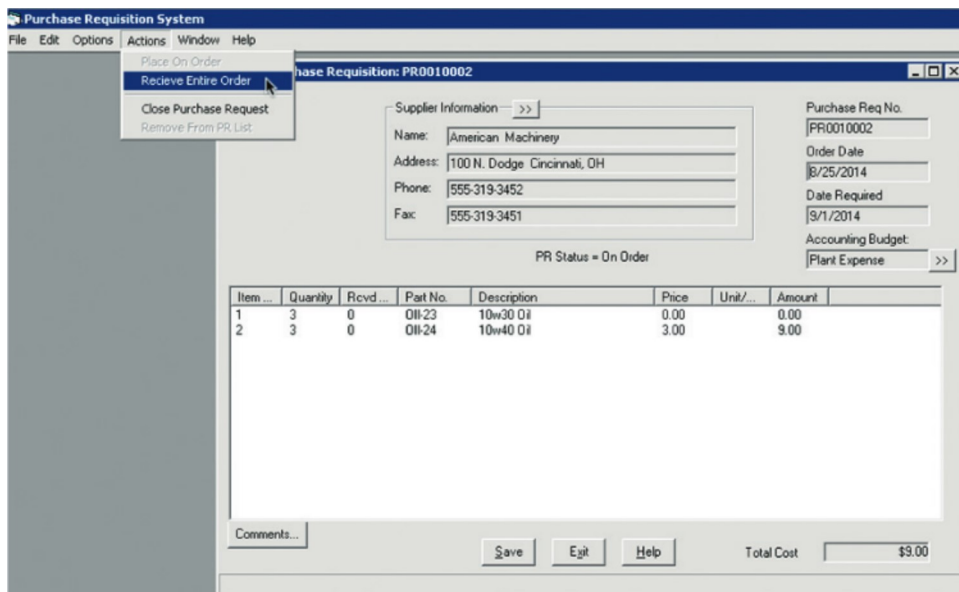 Purchase Requisition System
File Edit Options Actions Window Help
Place On Order
Recieve Entire Order
Close Purchase Request
Remove From PR List
hase Requisition: PR0010002
Supplier Information >>
Name: American Machinery
Address: 100 N. Dodge Cincinnati, OH
Phone: 555-319-3452
Fax: 555-319-3451
Purchase Req No.
PR0010002
Order Date
8/25/2014
Date Required
9/1/2014
Accounting Budget:
Plant Expense >>
PR Status = On Order
Item ... Quantity Rcvd ... Part No. Description Price Unit/... Amount
1 3 0 OIl-23 10w30 Oil 0.00 0.00
2 3 0 OIl-24 10w40 Oil 3.00 9.00
Comments...
Save Exit Help Total Cost $9.00